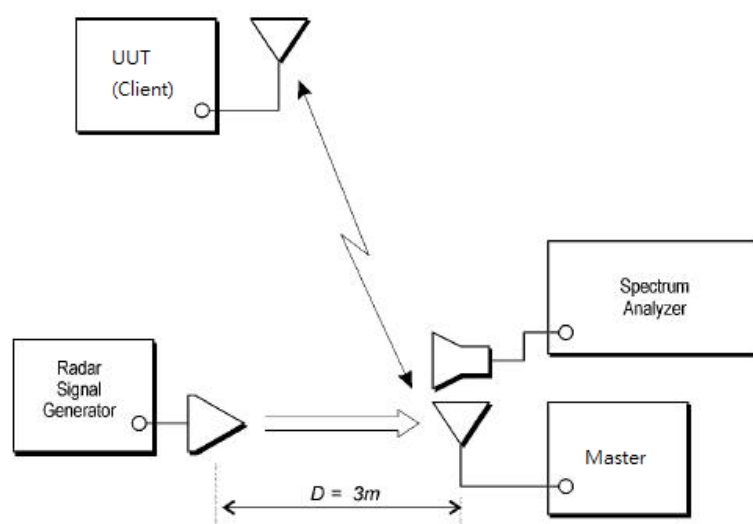 UUT
(Client)
Spectrum
Analyzer
Radar
Signal
Generator
Master
D = 3m